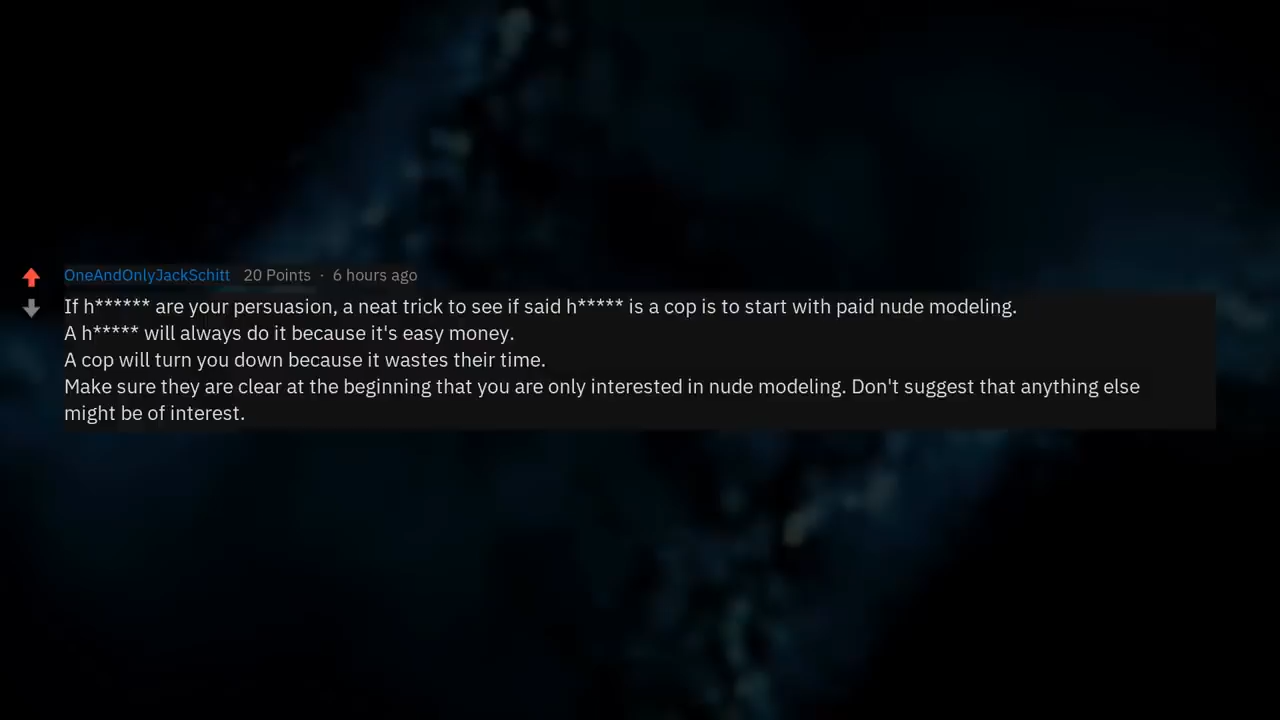 OneAndOnlyJackSchitt 20 Points · 6 hours ago
If h****** are your persuasion, a neat trick to see if said h***** is a cop is to start with paid nude modeling.
A h***** will always do it because it's easy money.
A cop will turn you down because it wastes their time.
Make sure they are clear at the beginning that you are only interested in nude modeling. Don't suggest that anything else
might be of interest.